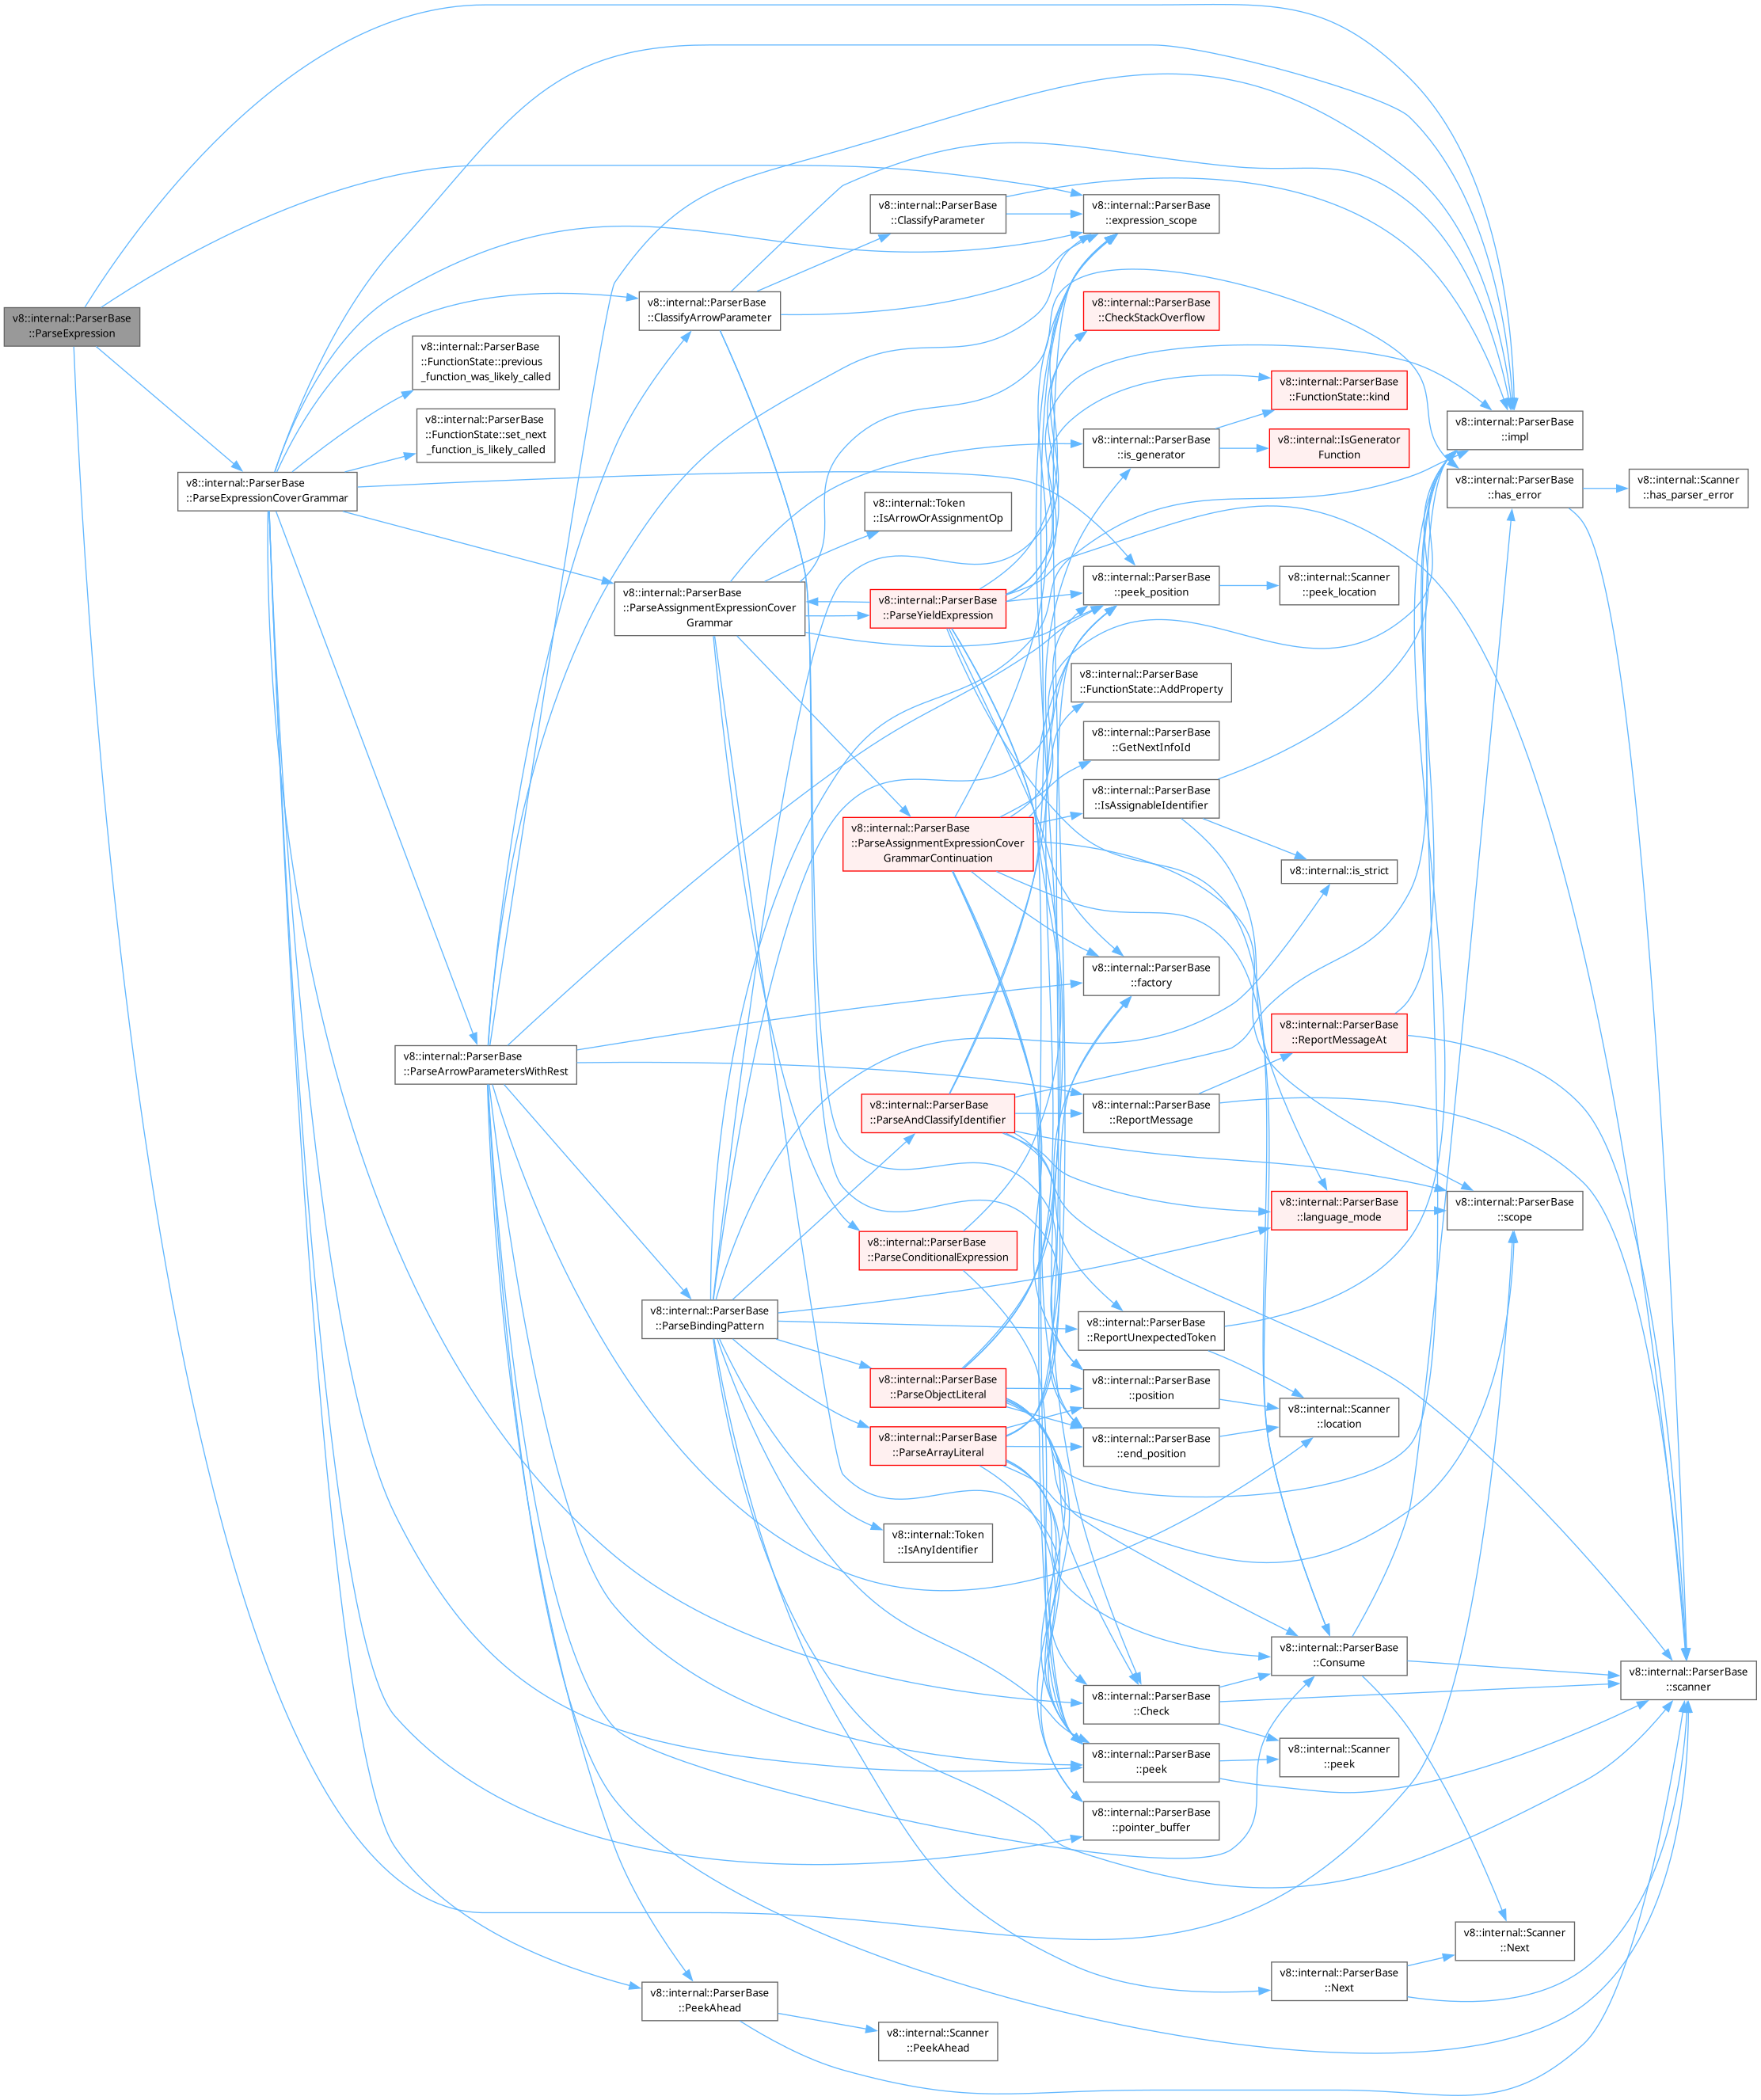 v8::internal::ParserBase
::ParseExpression
v8::internal::ParserBase
::ParseExpressionCoverGrammar
v8::internal::ParserBase
::FunctionState::previous
_function_was_likely_called
v8::internal::ParserBase
::FunctionState::set_next
_function_is_likely_called
v8::internal::ParserBase
::ParseArrowParametersWithRest
v8::internal::ParserBase
::ClassifyArrowParameter
v8::internal::ParserBase
::ParseAssignmentExpressionCover
Grammar
v8::internal::ParserBase
::ParseBindingPattern
v8::internal::ParserBase
::PeekAhead
v8::internal::ParserBase
::ClassifyParameter
v8::internal::Token
::IsArrowOrAssignmentOp
v8::internal::ParserBase
::ParseYieldExpression
v8::internal::ParserBase
::ParseAssignmentExpressionCover
GrammarContinuation
v8::internal::ParserBase
::ParseAndClassifyIdentifier
v8::internal::ParserBase
::ParseConditionalExpression
v8::internal::ParserBase
::ParseObjectLiteral
v8::internal::ParserBase
::ParseArrayLiteral
v8::internal::Token
::IsAnyIdentifier
v8::internal::Scanner
::PeekAhead
v8::internal::ParserBase
::expression_scope
v8::internal::ParserBase
::CheckStackOverflow
v8::internal::ParserBase
::is_generator
v8::internal::ParserBase
::peek_position
v8::internal::ParserBase
::FunctionState::AddProperty
v8::internal::ParserBase
::GetNextInfoId
v8::internal::ParserBase
::IsAssignableIdentifier
v8::internal::ParserBase
::factory
v8::internal::ParserBase
::ReportMessage
v8::internal::ParserBase
::ReportUnexpectedToken
v8::internal::ParserBase
::position
v8::internal::ParserBase
::end_position
v8::internal::ParserBase
::Check
v8::internal::ParserBase
::peek
v8::internal::ParserBase
::pointer_buffer
v8::internal::ParserBase
::FunctionState::kind
v8::internal::IsGenerator
Function
v8::internal::Scanner
::peek_location
v8::internal::is_strict
v8::internal::ParserBase
::ReportMessageAt
v8::internal::ParserBase
::language_mode
v8::internal::Scanner
::location
v8::internal::ParserBase
::Consume
v8::internal::Scanner
::peek
v8::internal::ParserBase
::Next
v8::internal::ParserBase
::impl
v8::internal::ParserBase
::has_error
v8::internal::ParserBase
::scope
v8::internal::Scanner
::Next
v8::internal::Scanner
::has_parser_error
v8::internal::ParserBase
::scanner